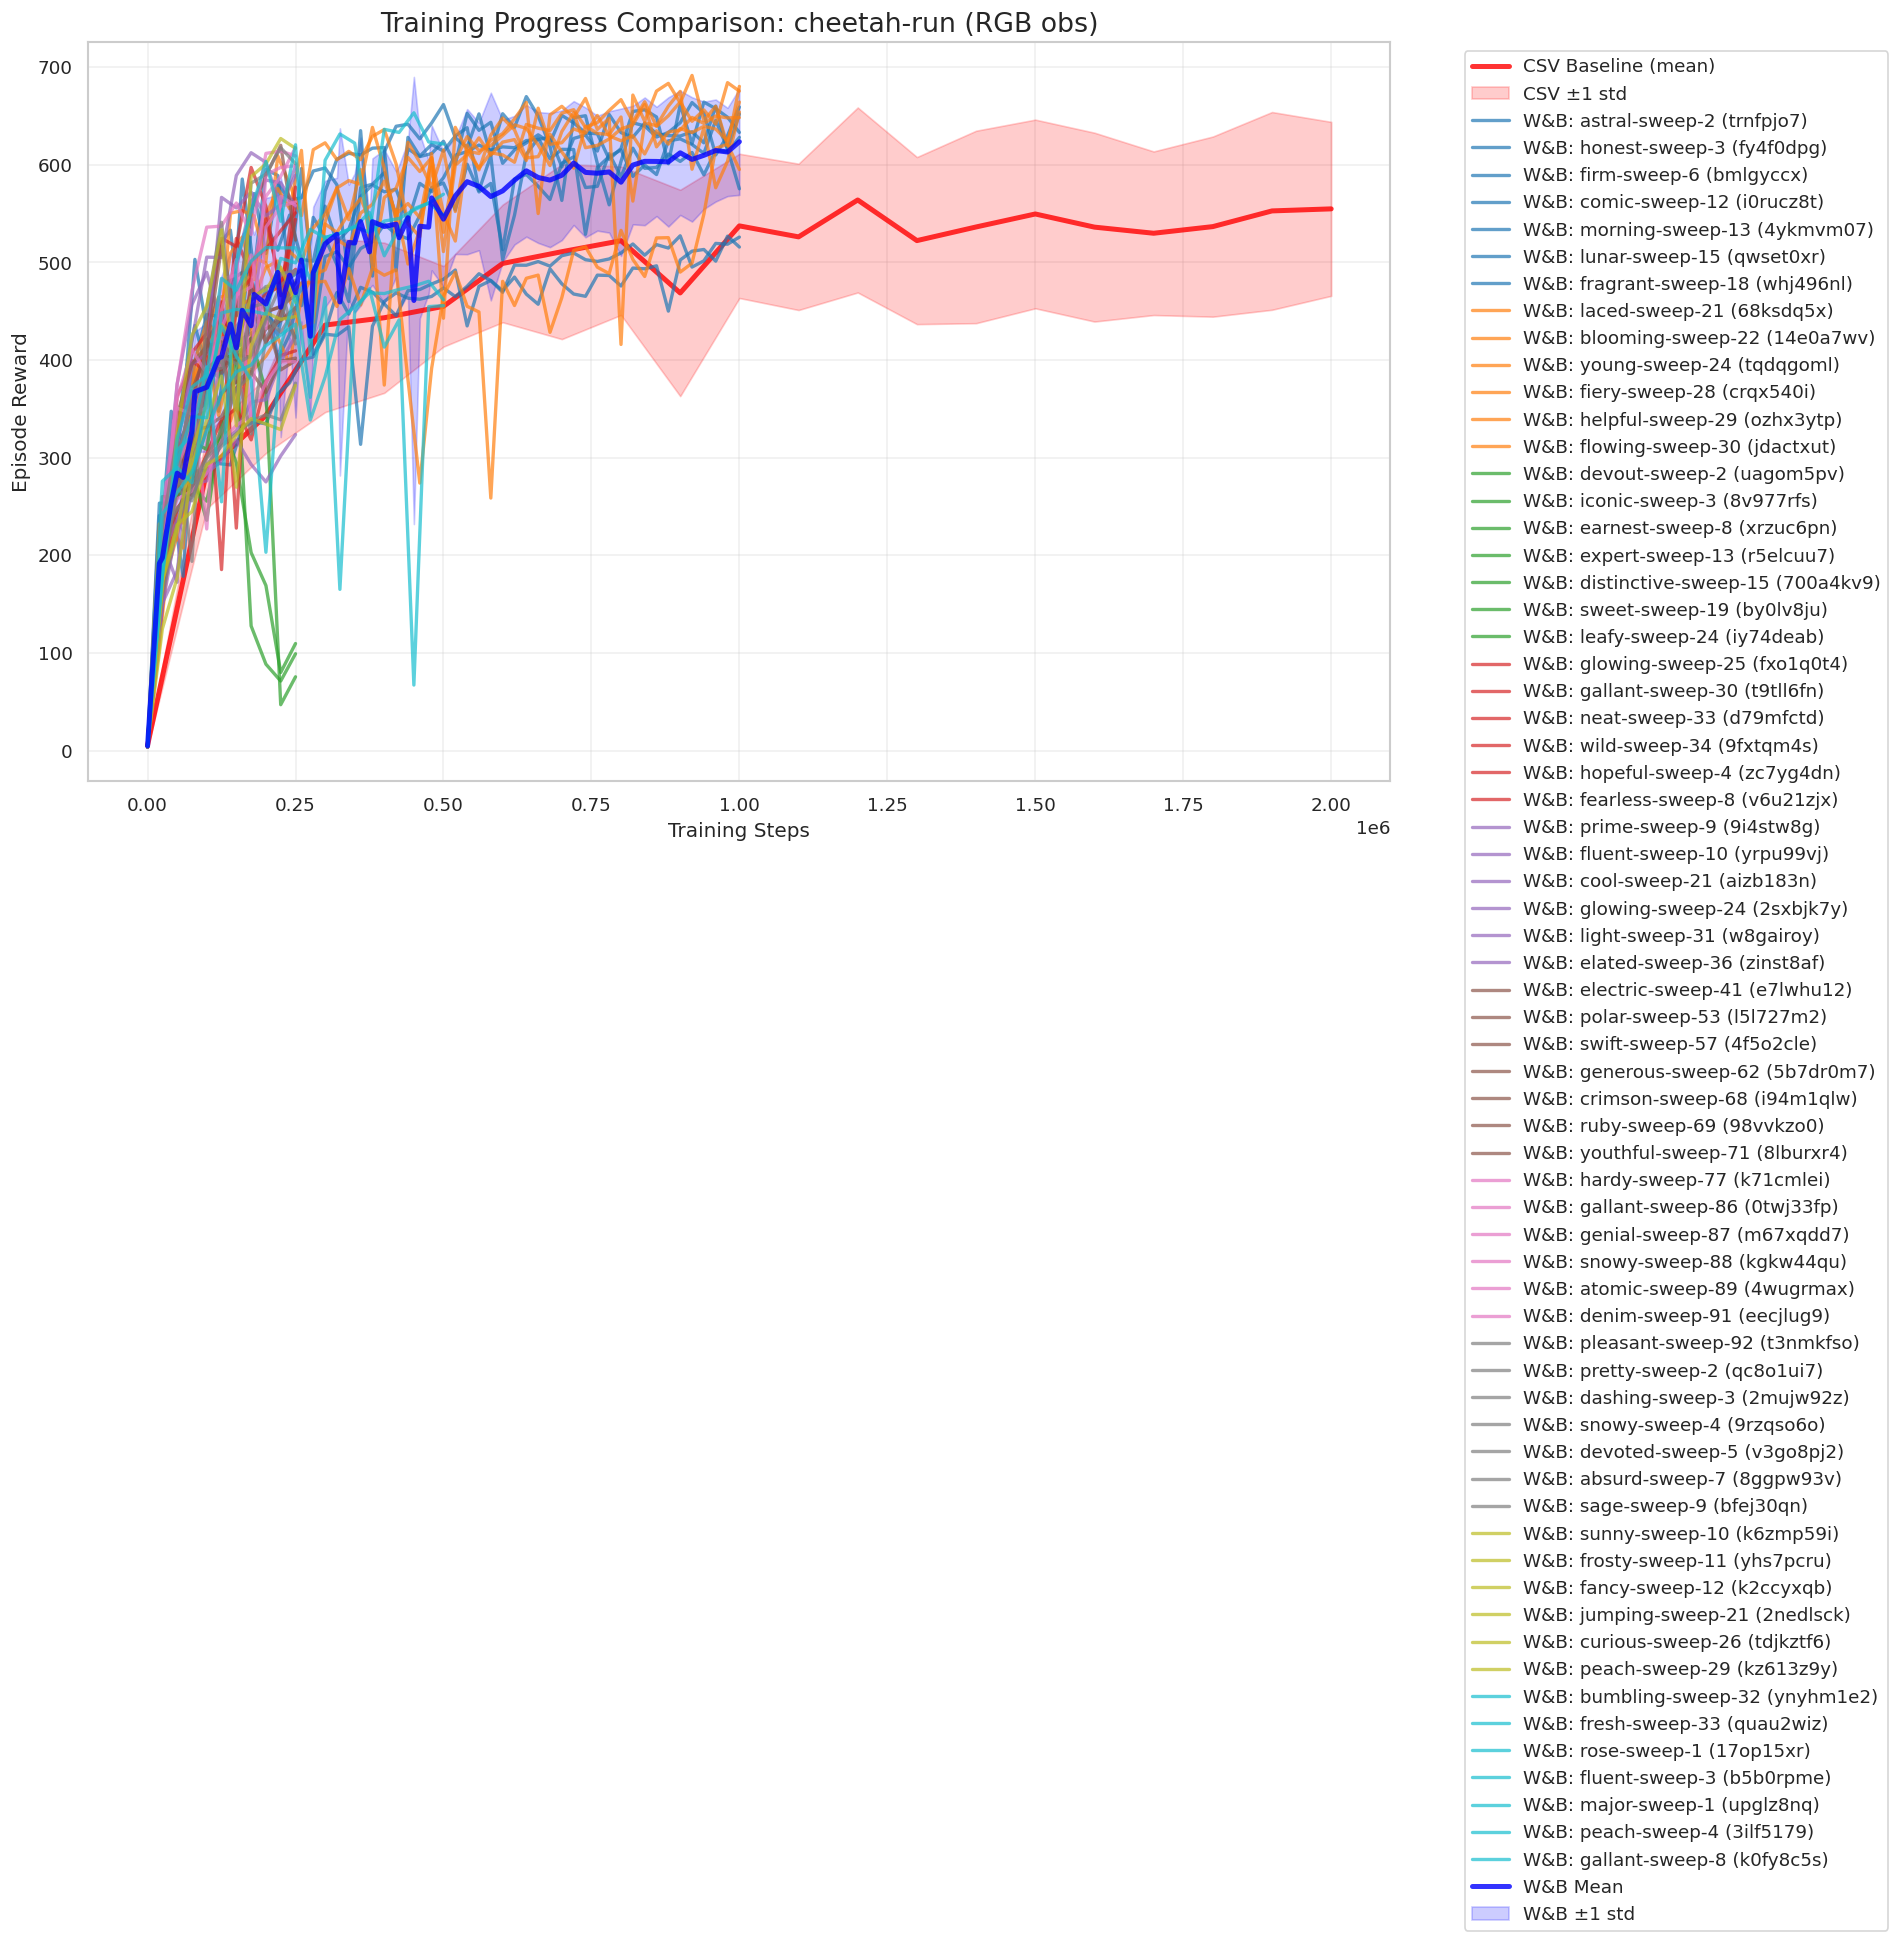 Training Progress Comparison: cheetah-run (RGB obs)
700
600
500
400
300
200
100
0
Episode Reward
0.00
0.25
0.50
0.75
1.00
1.25
1.50
1.75
2.00
1e6
Training Steps
CSV Baseline (mean)
CSV ±1 std
W&B: astral-sweep-2 (trnfpjo7)
W&B: honest-sweep-3 (fy4f0dpg)
W&B: firm-sweep-6 (bmlgyccx)
W&B: comic-sweep-12 (i0rucz8t)
W&B: morning-sweep-13 (4ykmvm07)
W&B: lunar-sweep-15 (qwset0xr)
W&B: fragrant-sweep-18 (whj496nl)
W&B: laced-sweep-21 (68ksdq5x)
W&B: blooming-sweep-22 (14e0a7wv)
W&B: young-sweep-24 (tqdqgoml)
W&B: fiery-sweep-28 (crqx540i)
W&B: helpful-sweep-29 (ozhx3ytp)
W&B: flowing-sweep-30 (jdactxut)
W&B: devout-sweep-2 (uagom5pv)
W&B: iconic-sweep-3 (8v977rfs)
W&B: earnest-sweep-8 (xrzuc6pn)
W&B: expert-sweep-13 (r5elcuu7)
W&B: distinctive-sweep-15 (700a4kv9)
W&B: sweet-sweep-19 (by0lv8ju)
W&B: leafy-sweep-24 (iy74deab)
W&B: glowing-sweep-25 (fxo1q0t4)
W&B: gallant-sweep-30 (t9tll6fn)
W&B: neat-sweep-33 (d79mfctd)
W&B: wild-sweep-34 (9fxtqm4s)
W&B: hopeful-sweep-4 (zc7yg4dn)
W&B: fearless-sweep-8 (v6u21zjx)
W&B: prime-sweep-9 (9i4stw8g)
W&B: fluent-sweep-10 (yrpu99vj)
W&B: cool-sweep-21 (aizb183n)
W&B: glowing-sweep-24 (2sxbjk7y)
W&B: light-sweep-31 (w8gairoy)
W&B: elated-sweep-36 (zinst8af)
W&B: electric-sweep-41 (e7lwhu12)
W&B: polar-sweep-53 (l5l727m2)
W&B: swift-sweep-57 (4f5o2cle)
W&B: generous-sweep-62 (5b7dr0m7)
W&B: crimson-sweep-68 (i94m1qlw)
W&B: ruby-sweep-69 (98vvkzo0)
W&B: youthful-sweep-71 (8lburxr4)
W&B: hardy-sweep-77 (k71cmlei)
W&B: gallant-sweep-86 (0twj33fp)
W&B: genial-sweep-87 (m67xqdd7)
W&B: snowy-sweep-88 (kgkw44qu)
W&B: atomic-sweep-89 (4wugrmax)
W&B: denim-sweep-91 (eecjlug9)
W&B: pleasant-sweep-92 (t3nmkfso)
W&B: pretty-sweep-2 (qc8o1ui7)
W&B: dashing-sweep-3 (2mujw92z)
W&B: snowy-sweep-4 (9rzqso6o)
W&B: devoted-sweep-5 (v3go8pj2)
W&B: absurd-sweep-7 (8ggpw93v)
W&B: sage-sweep-9 (bfej30qn)
W&B: sunny-sweep-10 (k6zmp59i)
W&B: frosty-sweep-11 (yhs7pcru)
W&B: fancy-sweep-12 (k2ccyxqb)
W&B: jumping-sweep-21 (2nedlsck)
W&B: curious-sweep-26 (tdjkztf6)
W&B: peach-sweep-29 (kz613z9y)
W&B: bumbling-sweep-32 (ynyhm1e2)
W&B: fresh-sweep-33 (quau2wiz)
W&B: rose-sweep-1 (17op15xr)
W&B: fluent-sweep-3 (b5b0rpme)
W&B: major-sweep-1 (upglz8nq)
W&B: peach-sweep-4 (3ilf5179)
W&B: gallant-sweep-8 (k0fy8c5s)
W&B Mean
W&B ±1 std